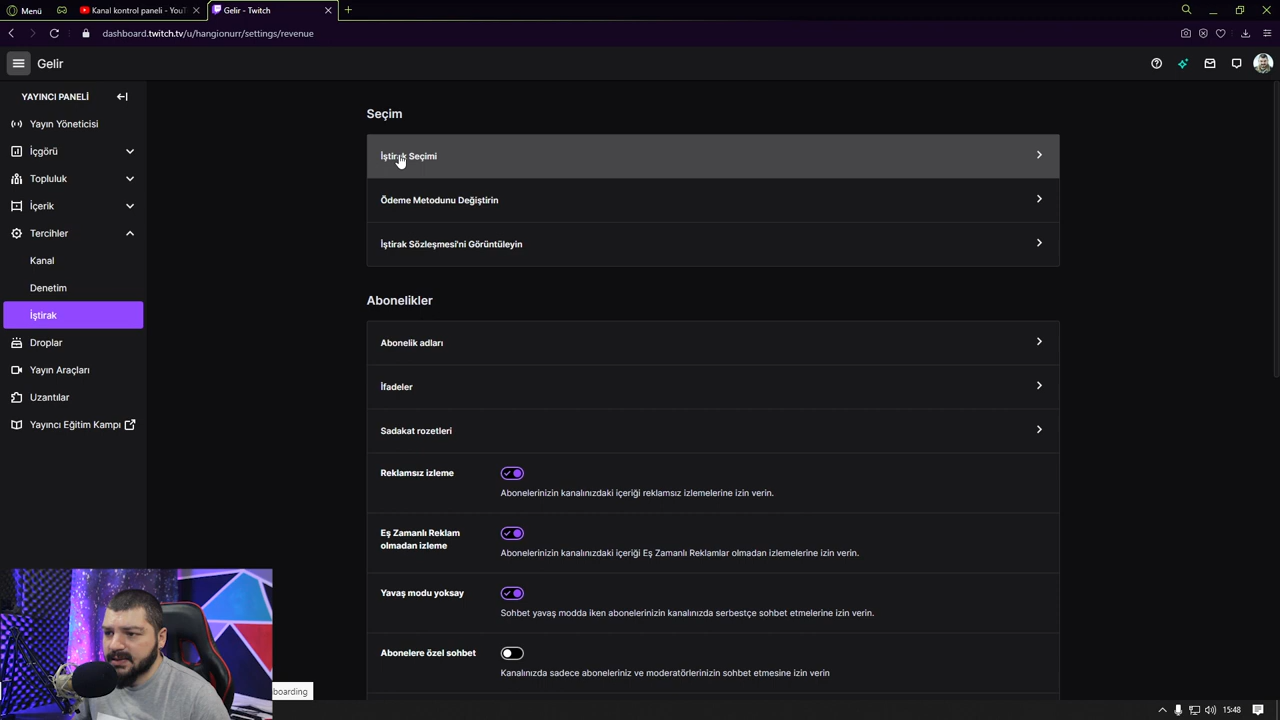 Menü
Kanal kontrol paneli - YouT
Gelir - Twitch
dashboard.twitch.tv/u/hangionurr/settings/revenue
Gelir
YAYINCI PANELİ
Yayın Yöneticisi
İçgörü
Topluluk
İçerik
Tercihler
Kanal
Denetim
İştirak
Droplar
Yayın Araçları
Uzantılar
Yayıncı Eğitim Kampı
Seçim
İştirak Seçimi
Ödeme Metodunu Değiştirin
İştirak Sözleşmesi'ni Görüntüleyin
Abonelikler
Abonelik adları
İfadeler
Sadakat rozetleri
Reklamsız izleme
Abonelerinizin kanalınızdaki içeriği reklamsız izlemelerine izin verin.
Eş Zamanlı Reklam
olmadan izleme
Abonelerinizin kanalınızdaki içeriği Eş Zamanlı Reklamlar olmadan izlemelerine izin verin.
Yavaş modu yoksay
Sohbet yavaş modda iken abonelerinizin kanalınızda serbestçe sohbet etmelerine izin verin.
Abonelere özel sohbet
Kanalınızda sadece aboneleriniz ve moderatörlerinizin sohbet etmesine izin verin
boarding
15:48